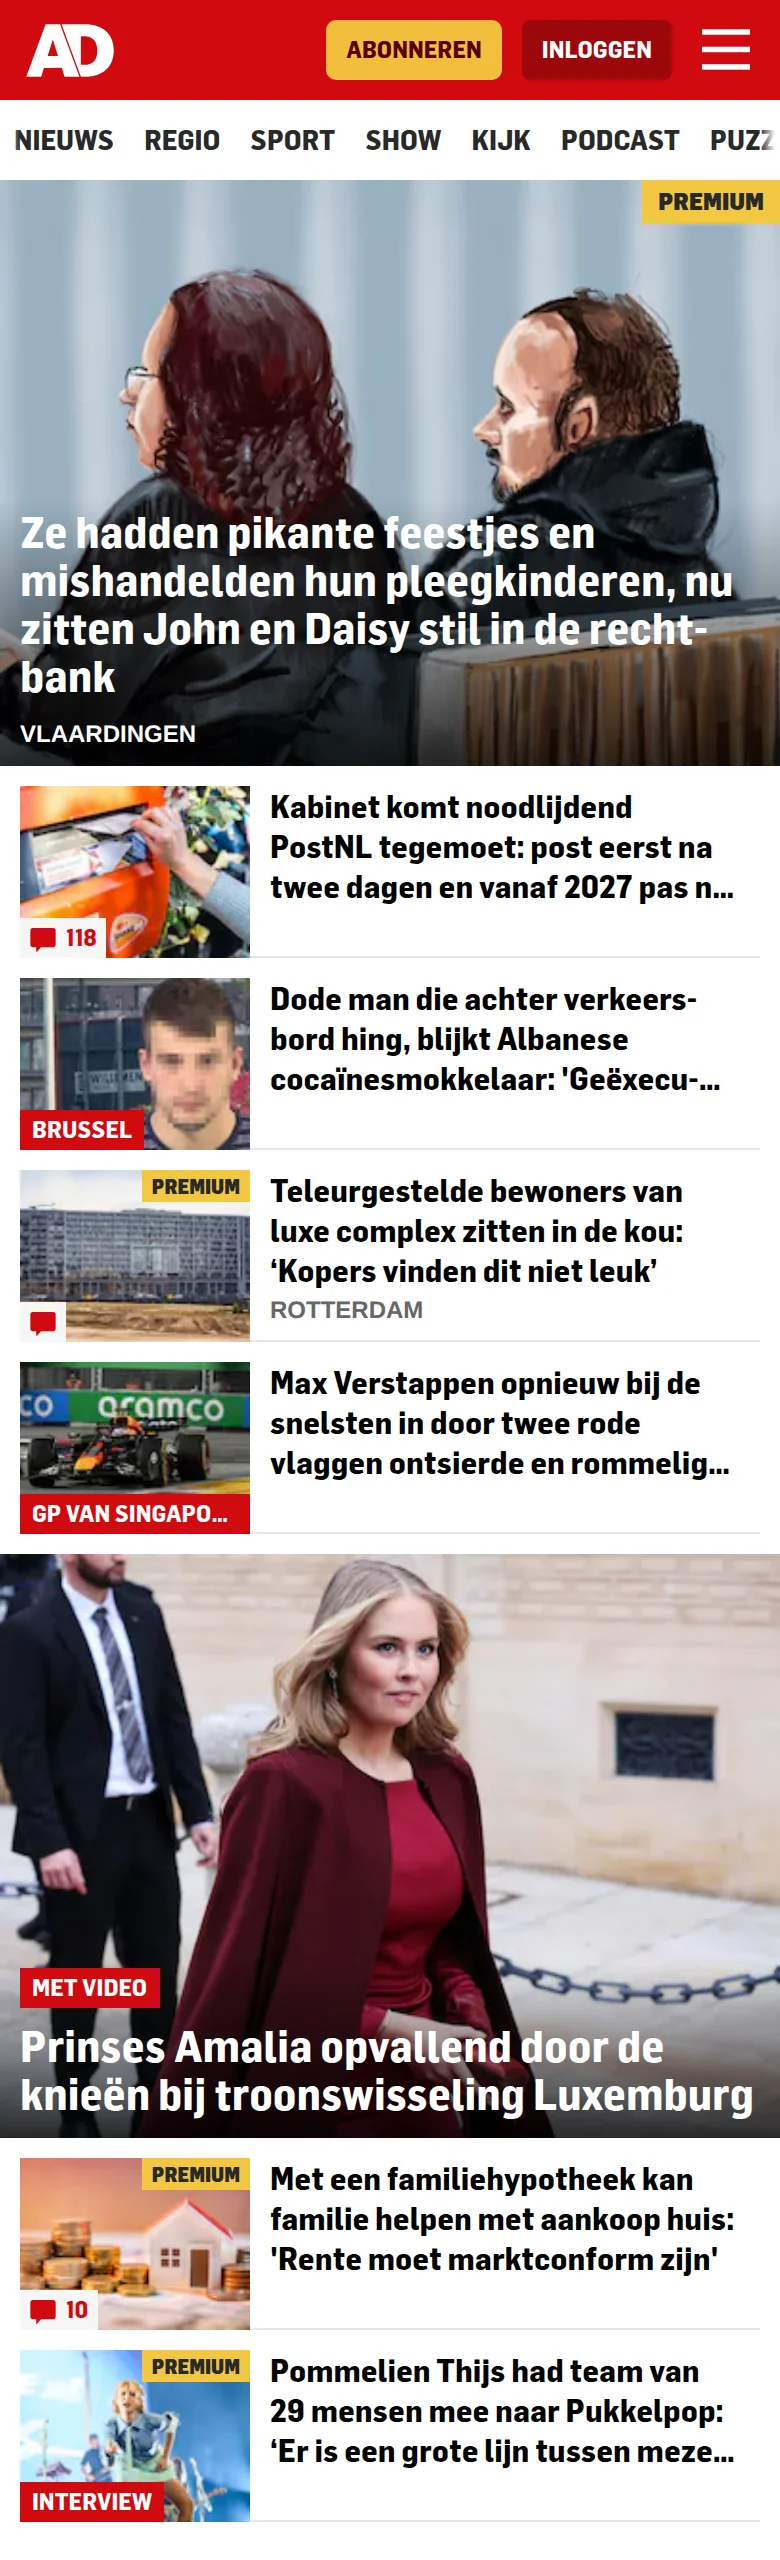 AD
ABONNEREN
INLOGGEN
NIEUWS REGIO SPORT SHOW KIJK PODCAST PUZZ
PREMIUM
Ze hadden pikante feestjes en
mishandelden hun pleegkinderen, nu
zitten John en Daisy stil in de recht-
bank
VLAARDINGEN
Kabinet komt noodlijdend
PostNL tegemoet: post eerst na
twee dagen en vanaf 2027 pas n...
118
Dode man die achter verkeers-
bord hing, blijkt Albanese
cocaïnesmokkelaar: 'Geëxecu-...
BRUSSEL
PREMIUM
Teleurgestelde bewoners van
luxe complex zitten in de kou:
‘Kopers vinden dit niet leuk’
ROTTERDAM
aramco
Max Verstappen opnieuw bij de
snelsten in door twee rode
vlaggen ontsierde en rommelig...
GP VAN SINGAPO...
MET VIDEO
Prinses Amalia opvallend door de
knieën bij troonswisseling Luxemburg
PREMIUM
Met een familiehypotheek kan
familie helpen met aankoop huis:
'Rente moet marktconform zijn'
10
PREMIUM
Pommelien Thijs had team van
29 mensen mee naar Pukkelpop:
‘Er is een grote lijn tussen meze...
INTERVIEW